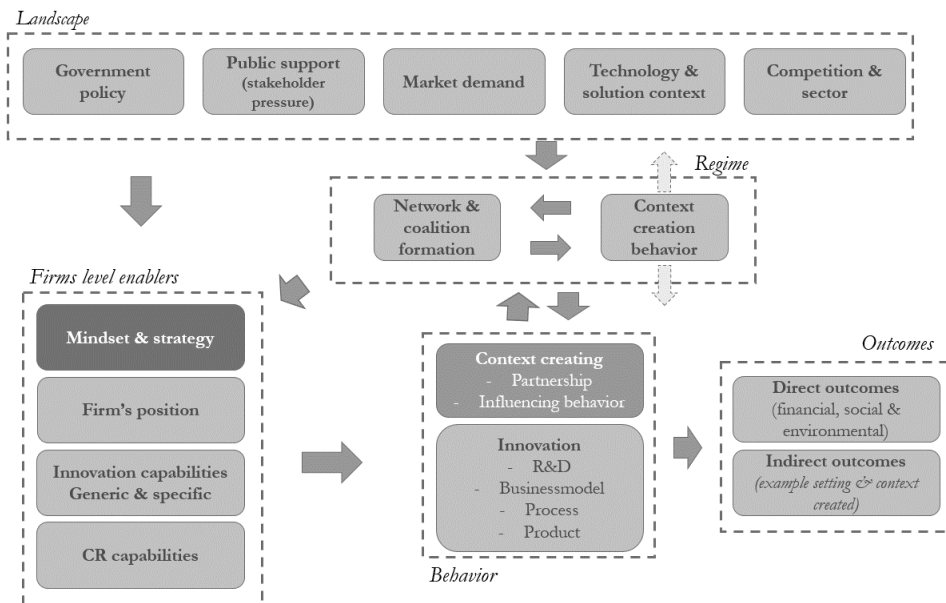 Landscape
Government
policy
Public support
(stakeholder
pressure)
Market demand
Technology &
solution context
Competition &
sector
Regime
Network &
coalition
formation
Context
creation
behavior
Firms level enablers
Mindset & strategy
Firm's position
Innovation capabilities
Generic & specific
CR capabilities
Context creating
- Partnership
- Influencing behavior
Innovation
- R&D
- Businessmodel
- Process
- Product
Behavior
Outcomes
Direct outcomes
(financial, social &
environmental)
Indirect outcomes
(example setting & context
created)